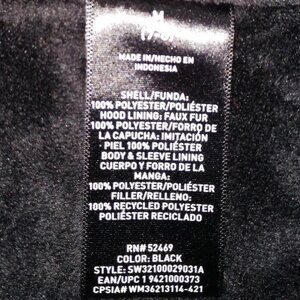 M
MADE IN/HECHO EN
INDONESIA
SHELL/FUNDA:
100% POLYESTER/POLIÉSTER
HOOD LINING: FAUX FUR
100% POLYESTER/FORRO DE
LA CAPUCHA: IMITACIÓN
PIEL 100% POLIÉSTER
BODY & SLEEVE LINING
CUERPO Y FORRO DE LA
MANGA:
100% POLYESTER/POLIÉSTER
FILLER/RELLENO:
100% RECYCLED POLYESTER
POLIÉSTER RECICLADO
RN# 52469
COLOR: BLACK
STYLE: SW32100029031A
EAN/UPC 1 9421000373
CPSIA# WM36213114-421